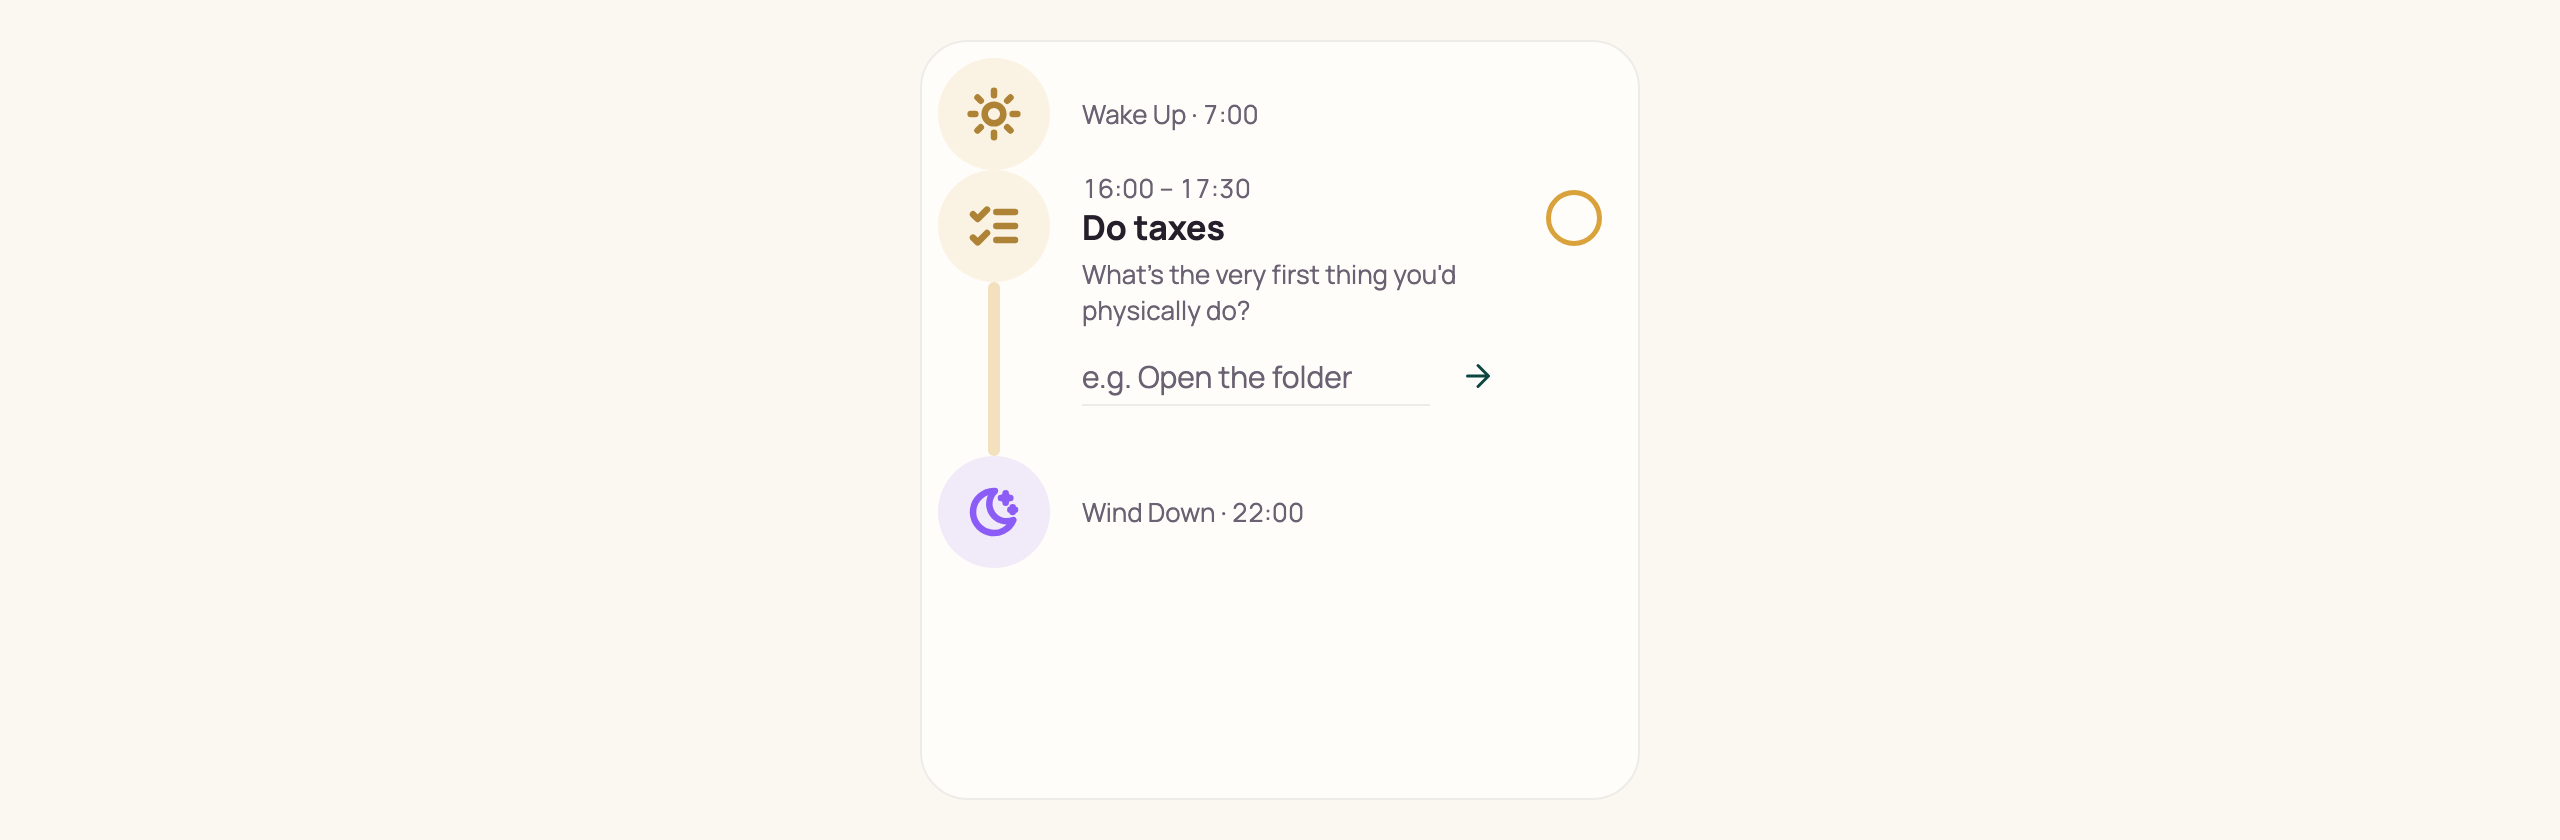 Wake Up · 7:00
16:00 – 17:30
Do taxes
What's the very first thing you'd
physically do?
e.g. Open the folder
Wind Down · 22:00